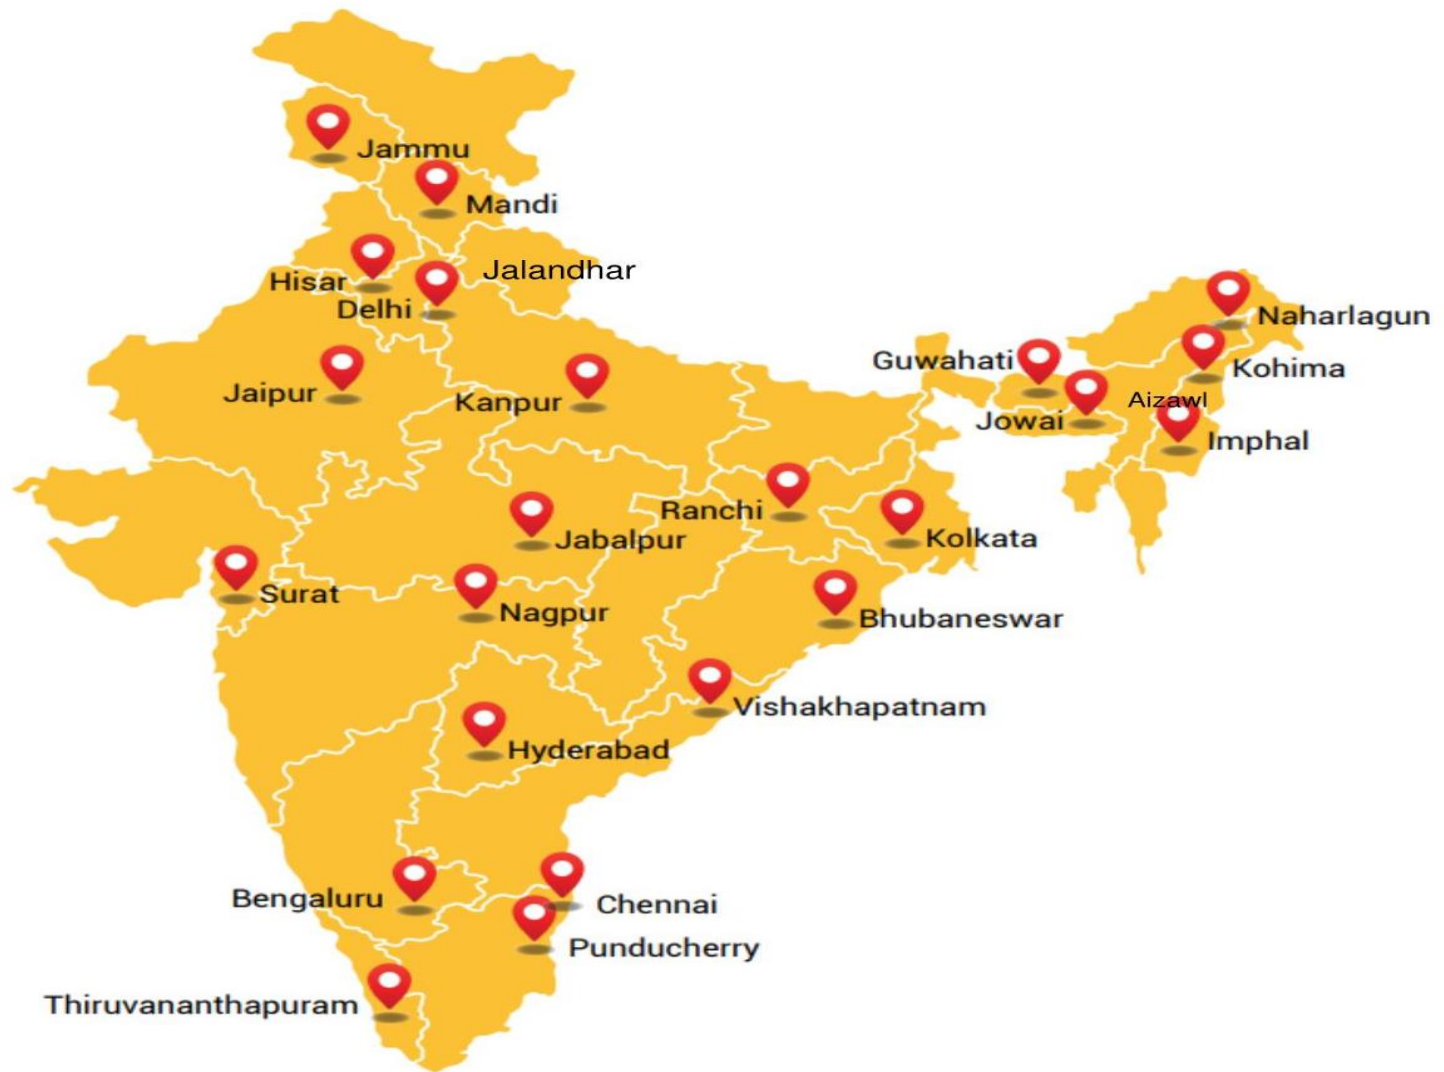 Jammu
Mandi
Jalandhar
Hisar
Delhi
Naharlagun
Guwahati
Kohima
Jaipur
Kanpur
Aizawl
Jowai
Imphal
Ranchi
Kolkata
Jabalpur
Surat
Nagpur
Bhubaneswar
Vishakhapatnam
Hyderabad
Bengaluru
Chennai
Punducherry
Thiruvananthapuram